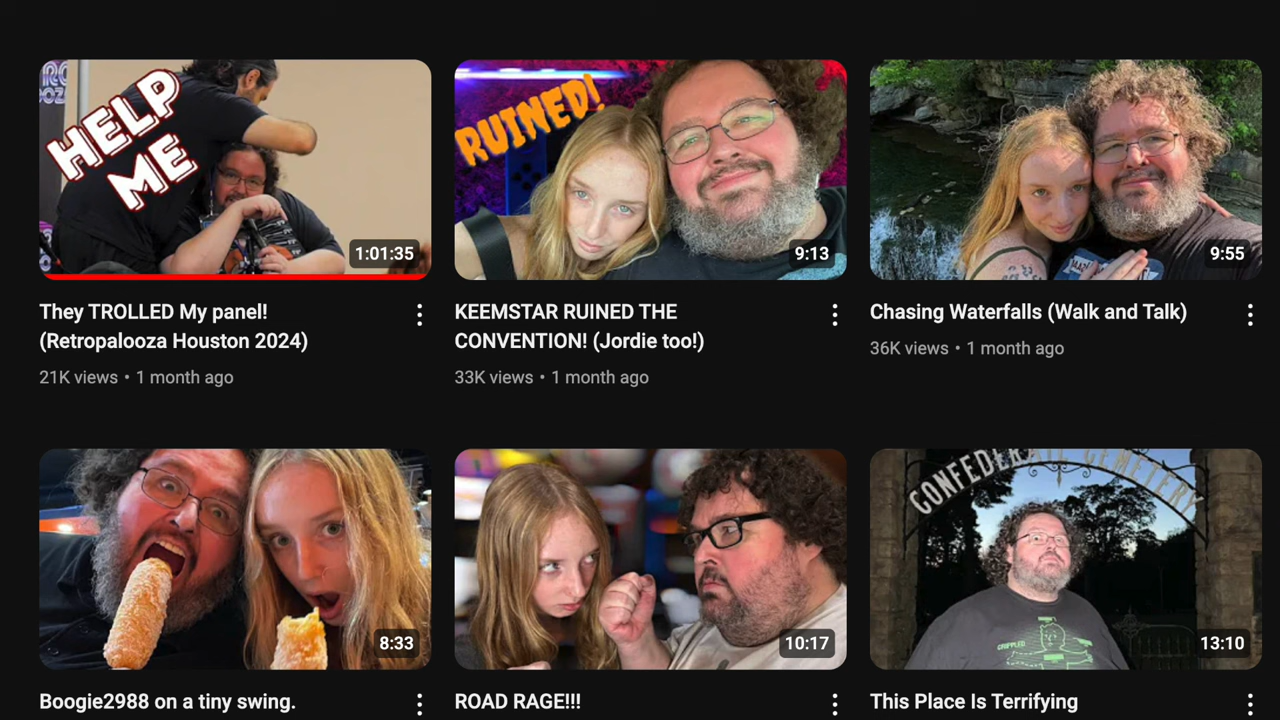 HELP
ME
1:01:35
RUINED!
9:13
9:55
They TROLLED My panel!
(Retropalooza Houston 2024)
21K views • 1 month ago
KEEMSTAR RUINED THE
CONVENTION! (Jordie too!)
33K views • 1 month ago
Chasing Waterfalls (Walk and Talk)
36K views • 1 month ago
8:33
10:17
CONFEDERATE CEMETERY
CRIPPLED
13:10
Boogie2988 on a tiny swing.
ROAD RAGE!!!
This Place Is Terrifying